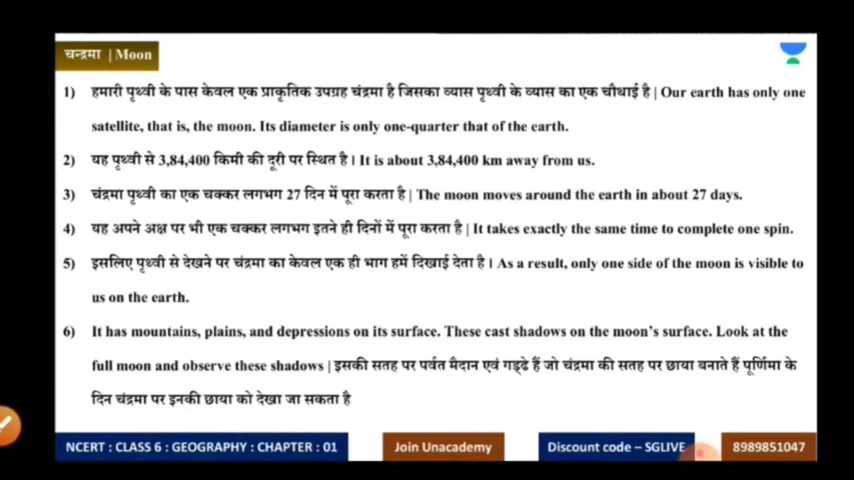 चन्द्रमा | Moon
1) हमारी पृथ्वी के पास केवल एक प्राकृतिक उपग्रह चंद्रमा है जिसका व्यास पृथ्वी के व्यास का एक चौथाई है | Our earth has only one
satellite, that is, the moon. Its diameter is only one-quarter that of the earth.
2) यह पृथ्वी से 3,84,400 किमी की दूरी पर स्थित है। It is about 3,84,400 km away from us.
3) चंद्रमा पृथ्वी का एक चक्कर लगभग 27 दिन में पूरा करता है | The moon moves around the earth in about 27 days.
4) यह अपने अक्ष पर भी एक चक्कर लगभग इतने ही दिनों में पूरा करता है | It takes exactly the same time to complete one spin.
5) इसलिए पृथ्वी से देखने पर चंद्रमा का केवल एक ही भाग हमें दिखाई देता है। As a result, only one side of the moon is visible to
us on the earth.
6) It has mountains, plains, and depressions on its surface. These cast shadows on the moon's surface. Look at the
full moon and observe these shadows | इसकी सतह पर पर्वत मैदान एवं गड्ढे हैं जो चंद्रमा की सतह पर छाया बनाते हैं पूर्णिमा के
दिन चंद्रमा पर इनकी छाया को देखा जा सकता है
NCERT : CLASS 6 : GEOGRAPHY : CHAPTER : 01
Join Unacademy
Discount code – SGLIVE
8989851047